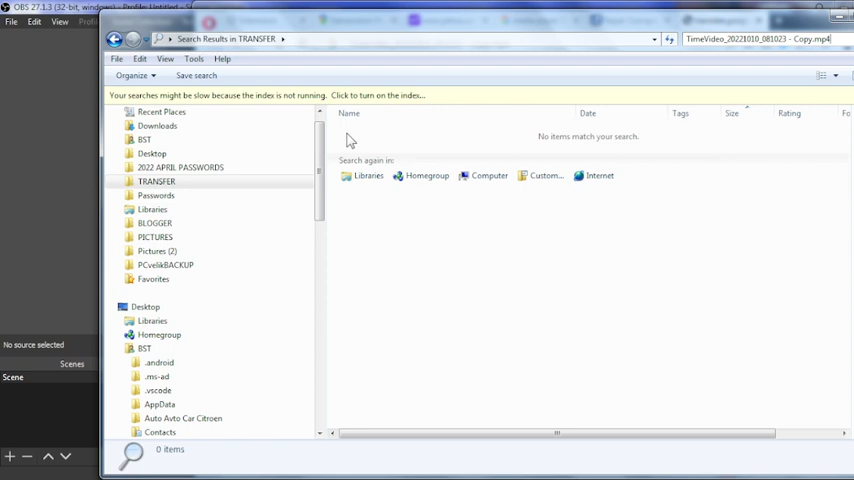 OBS 27.1.3 (32-bit, windows) - Profile: Untitled - S
File Edit View Profil
Search Results in TRANSFER
TimeVideo_20221010_081023 - Copy.mp4
File Edit View Tools Help
Organize Save search
Your searches might be slow because the index is not running. Click to turn on the index...
Name Date Tags Size Rating Fo
No items match your search.
Search again in:
Libraries Homegroup Computer Custom... Internet
Recent Places
Downloads
BST
Desktop
2022 APRIL PASSWORDS
TRANSFER
Passwords
Libraries
BLOGGER
PICTURES
Pictures (2)
PCvelikBACKUP
Favorites
Desktop
Libraries
Homegroup
BST
.android
.ms-ad
.vscode
AppData
Auto Avto Car Citroen
Contacts
No source selected
Scenes
Scene
0 items